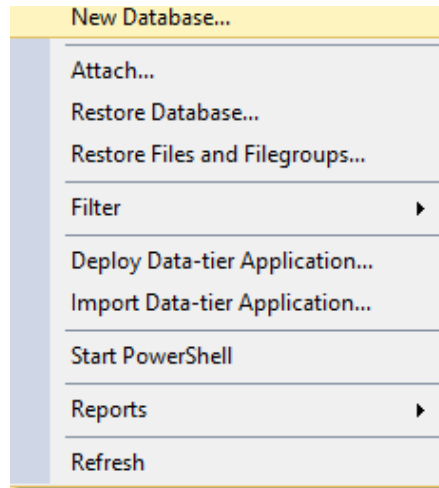 New Database...
Attach...
Restore Database...
Restore Files and Filegroups...
Filter
Deploy Data-tier Application...
Import Data-tier Application...
Start PowerShell
Reports
Refresh